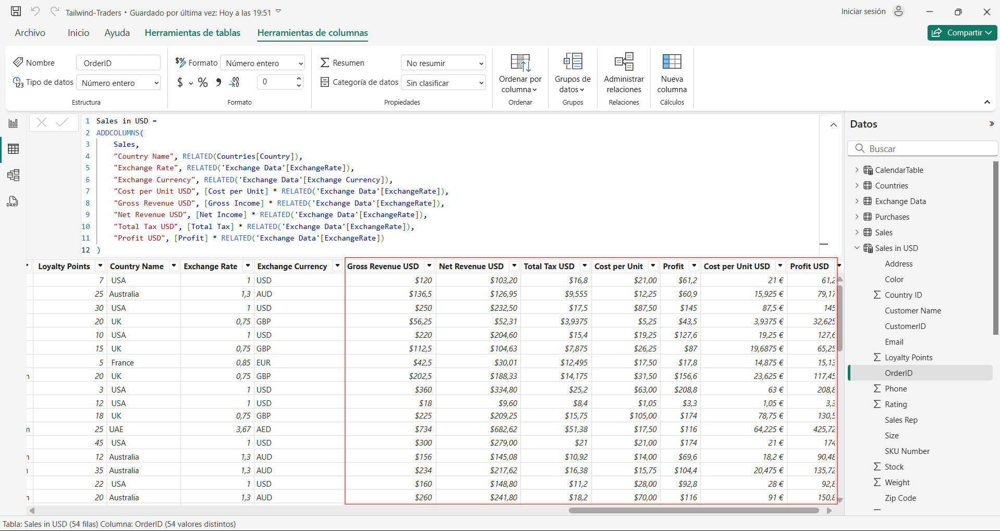 Tailwind-Traders • Guardado por última vez: Hoy a las 19:51
Iniciar sesión
Archivo Inicio Ayuda Herramientas de tablas Herramientas de columnas
Compartir
Nombre OrderID
Tipo de datos Número entero
Estructura
Formato Número entero
$ % 0
Formato
Resumen No resumir
Categoría de datos Sin clasificar
Propiedades
Ordenar por
columna
Ordenar
Grupos de
datos
Grupos
Administrar
relaciones
Relaciones
Nueva
columna
Cálculos
1 Sales in USD =
2 ADDCOLUMNS(
3 Sales,
4 "Country Name", RELATED(Countries[Country]),
5 "Exchange Rate", RELATED('Exchange Data'[ExchangeRate]),
6 "Exchange Currency", RELATED('Exchange Data'[Exchange Currency]),
7 "Cost per Unit USD", [Cost per Unit] * RELATED('Exchange Data'[ExchangeRate]),
8 "Gross Revenue USD", [Gross Income] * RELATED('Exchange Data'[ExchangeRate]),
9 "Net Revenue USD", [Net Income] * RELATED('Exchange Data'[ExchangeRate]),
10 "Total Tax USD", [Total Tax] * RELATED('Exchange Data'[ExchangeRate]),
11 "Profit USD", [Profit] * RELATED('Exchange Data'[ExchangeRate])
12 )
Loyalty Points Country Name Exchange Rate Exchange Currency Gross Revenue USD Net Revenue USD Total Tax USD Cost per Unit Profit Cost per Unit USD Profit USD
7 USA 1 USD $120 $103,20 $16,8 $21,00 $61,2 21 € 61,2
25 Australia 1,3 AUD $136,5 $126,95 $9,555 $12,25 $60,9 15,925 € 79,17
30 USA 1 USD $250 $232,50 $17,5 $87,50 $145 87,5 € 145
20 UK 0,75 GBP $56,25 $52,31 $3,9375 $5,25 $43,5 3,9375 € 32,625
10 USA 1 USD $220 $204,60 $15,4 $19,25 $127,6 19,25 € 127,6
15 UK 0,75 GBP $112,5 $104,63 $7,875 $26,25 $87 19,6875 € 65,25
5 France 0,85 EUR $42,5 $30,01 $12,495 $17,50 $17,8 14,875 € 15,13
20 UK 0,75 GBP $202,5 $188,33 $14,175 $31,50 $156,6 23,625 € 117,45
3 USA 1 USD $360 $334,80 $25,2 $63,00 $208,8 63 € 208,8
12 USA 1 USD $18 $9,60 $8,4 $1,05 $3,3 1,05 € 3,3
18 UK 0,75 GBP $225 $209,25 $15,75 $105,00 $174 78,75 € 130,5
25 UAE 3,67 AED $734 $682,62 $51,38 $17,50 $116 64,225 € 425,72
45 USA 1 USD $300 $279,00 $21 $21,00 $174 21 € 174
12 Australia 1,3 AUD $156 $145,08 $10,92 $14,00 $69,6 18,2 € 90,48
35 Australia 1,3 AUD $234 $217,62 $16,38 $15,75 $104,4 20,475 € 135,72
22 USA 1 USD $160 $148,80 $11,2 $28,00 $92,8 28 € 92,8
20 Australia 1,3 AUD $260 $241,80 $18,2 $70,00 $116 91 € 150,8
Datos
Buscar
CalendarTable
Countries
Exchange Data
Purchases
Sales
Sales in USD
Address
Color
Country ID
Customer Name
CustomerID
Email
Loyalty Points
OrderID
Phone
Rating
Sales Rep
Size
SKU Number
Stock
Weight
Zip Code
Tabla: Sales in USD (54 filas) Columna: OrderID (54 valores distintos)